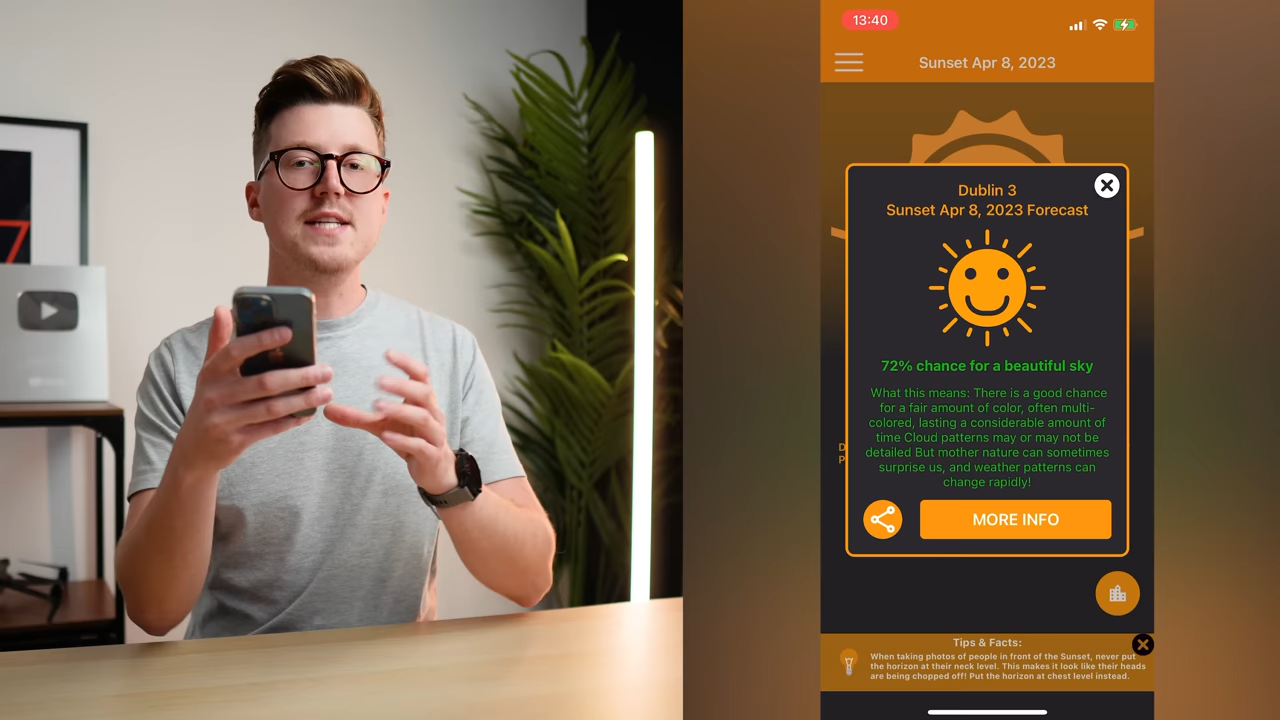 7
13:40
Sunset Apr 8, 2023
Dublin 3
Sunset Apr 8, 2023 Forecast
72% chance for a beautiful sky
What this means: There is a good chance
for a fair amount of color, often multi-
colored, lasting a considerable amount of
time Cloud patterns may or may not be
detailed But mother nature can sometimes
surprise us, and weather patterns can
change rapidly!
MORE INFO
D
P
Tips & Facts:
When taking photos of people in front of the Sunset, never put
the horizon at their neck level. This makes it look like their heads
are being chopped off! Put the horizon at chest level instead.